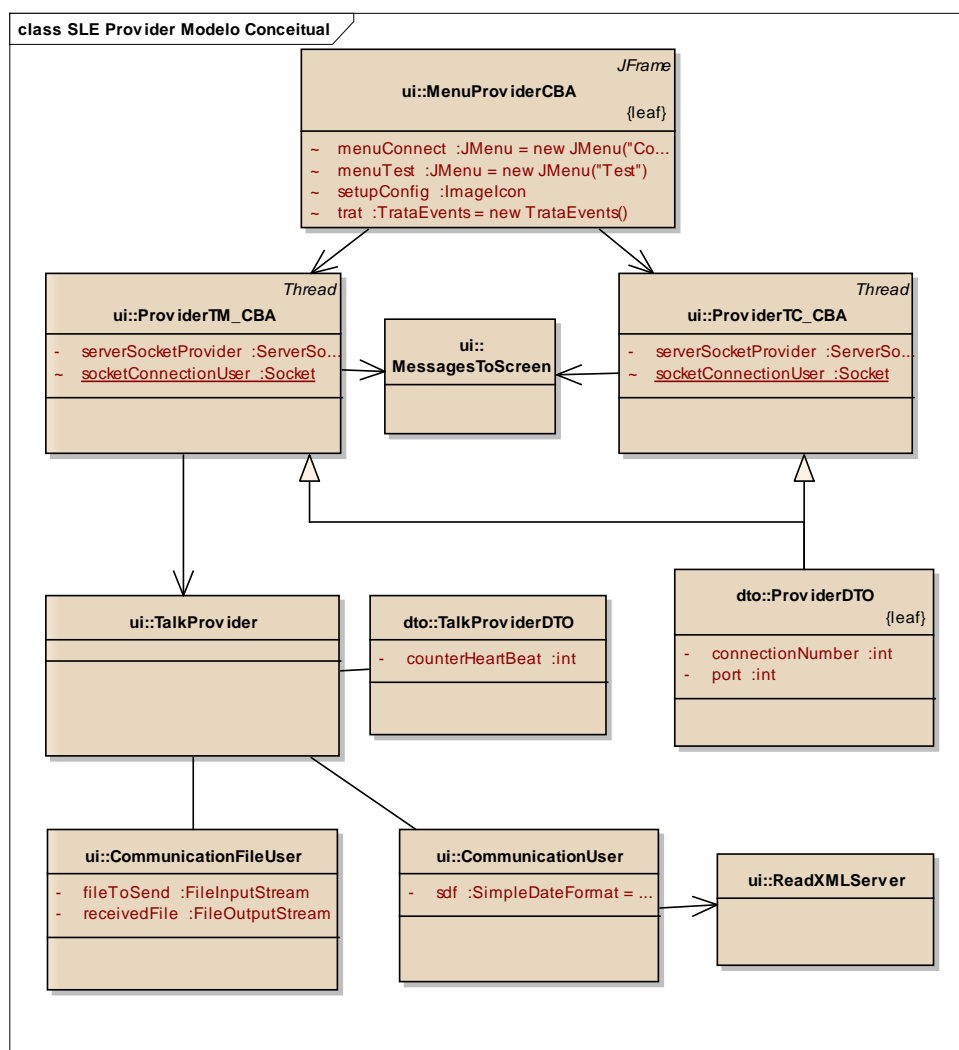 class SLE Provider Modelo Conceitual
JFrame
ui::MenuProviderCBA
{leaf}
~ menuConnect :JMenu = new JMenu("Co...
~ menuTest :JMenu = new JMenu("Test")
~ setupConfig :ImageIcon
~ trat :TrataEvents = new TrataEvents()
Thread
ui::ProviderTM_CBA
- serverSocketProvider :ServerSo...
~ socketConnectionUser :Socket
ui::
MessagesToScreen
Thread
ui::ProviderTC_CBA
- serverSocketProvider :ServerSo...
~ socketConnectionUser :Socket
ui::TalkProvider
dto::TalkProviderDTO
- counterHeartBeat :int
dto::ProviderDTO
{leaf}
- connectionNumber :int
- port :int
ui::CommunicationFileUser
- fileToSend :FileInputStream
- receivedFile :FileOutputStream
ui::CommunicationUser
- sdf :SimpleDateFormat = ...
ui::ReadXMLServer